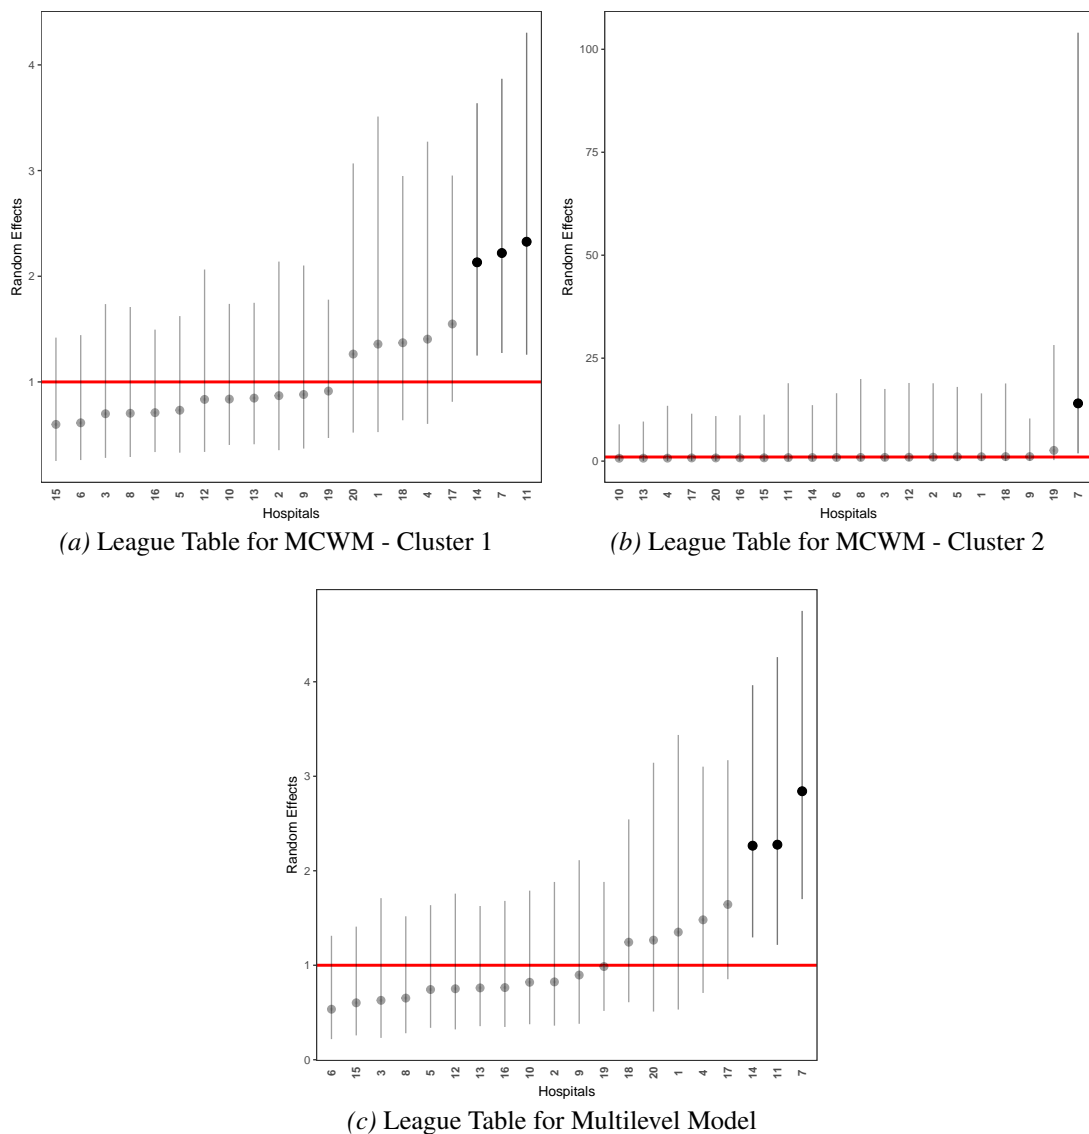 4
3
2
1
Random Effects
15 6 3 8 16 5 12 10 13 2 9 19 20 1 18 4 17 14 7 11
Hospitals
(a) League Table for MCWM - Cluster 1
100
75
50
25
0
Random Effects
10 13 4 17 20 16 15 11 14 6 8 3 12 2 5 1 18 9 19 7
Hospitals
(b) League Table for MCWM - Cluster 2
4
3
2
1
0
Random Effects
6 15 3 8 5 12 13 16 10 2 9 19 18 20 1 4 17 14 11 7
Hospitals
(c) League Table for Multilevel Model